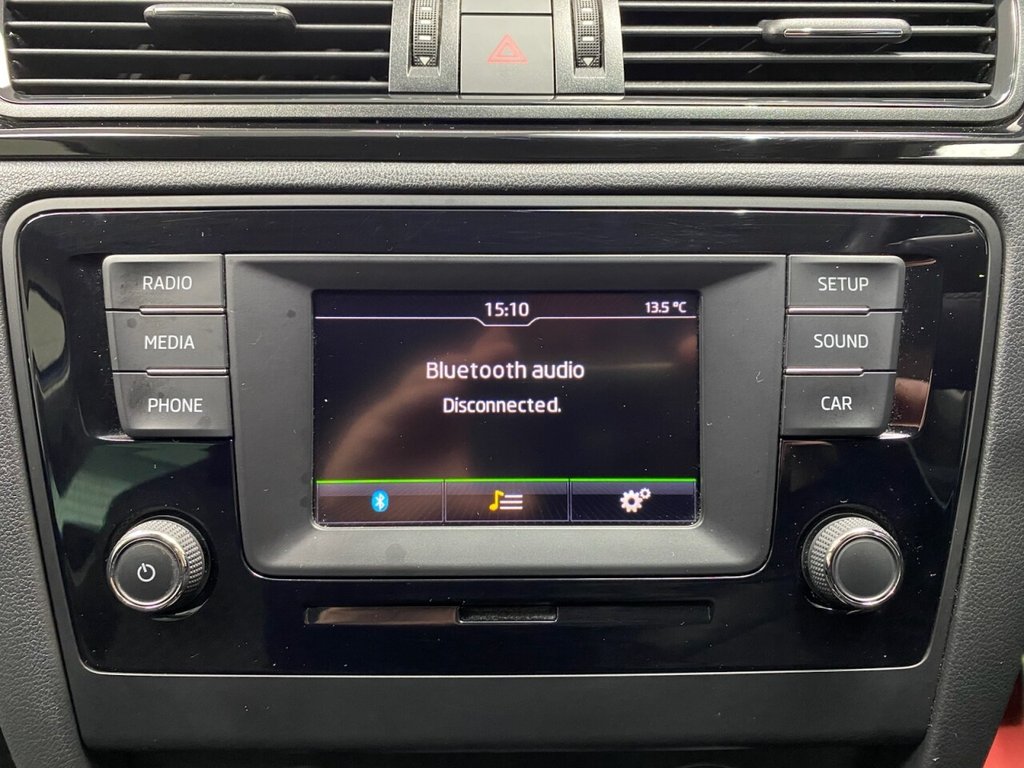 RADIO
MEDIA
PHONE
15:10
13.5 °C
Bluetooth audio
Disconnected.
SETUP
SOUND
CAR